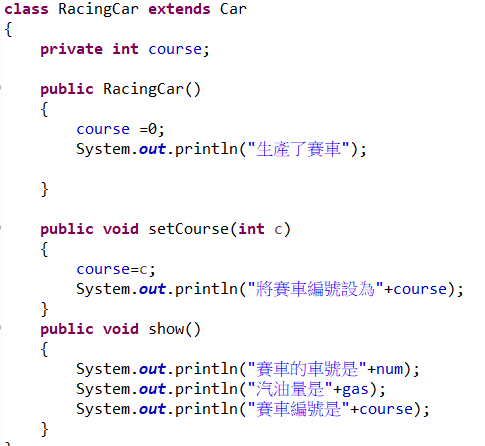 class RacingCar extends Car
{
    private int course;
    public RacingCar()
    {
        course =0;
        System.out.println("生產了賽車");
    }
    public void setCourse(int c)
    {
        course=c;
        System.out.println("將賽車編號設為"+course);
    }
    public void show()
    {
        System.out.println("賽車的車號是"+num);
        System.out.println("汽油量是"+gas);
        System.out.println("賽車編號是"+course);
    }